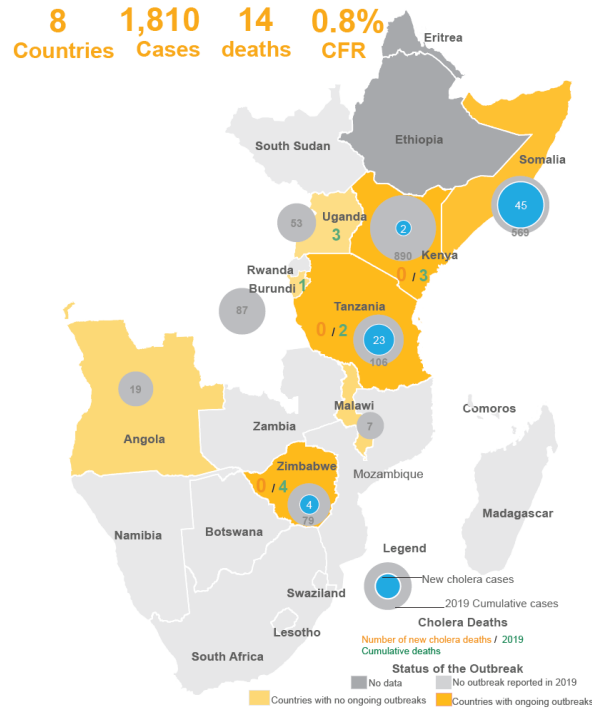 8 1,810 14 0.8%
Countries Cases deaths CFR
Eritrea
Ethiopia
South Sudan
Somalia
45
569
53
Uganda
3
2
890
Kenya
0 / 3
Rwanda
Burundi
1
87
Tanzania
0 / 2
23
106
19
Angola
Malawi
7
Comoros
Zambia
Zimbabwe
0 / 4
4
79
Mozambique
Madagascar
Namibia
Botswana
Swaziland
Lesotho
South Africa
Legend
New cholera cases
2019 Cumulative cases
Cholera Deaths
Number of new cholera deaths / 2019
Cumulative deaths
Status of the Outbreak
No data
No outbreak reported in 2019
Countries with no ongoing outbreaks
Countries with ongoing outbreaks